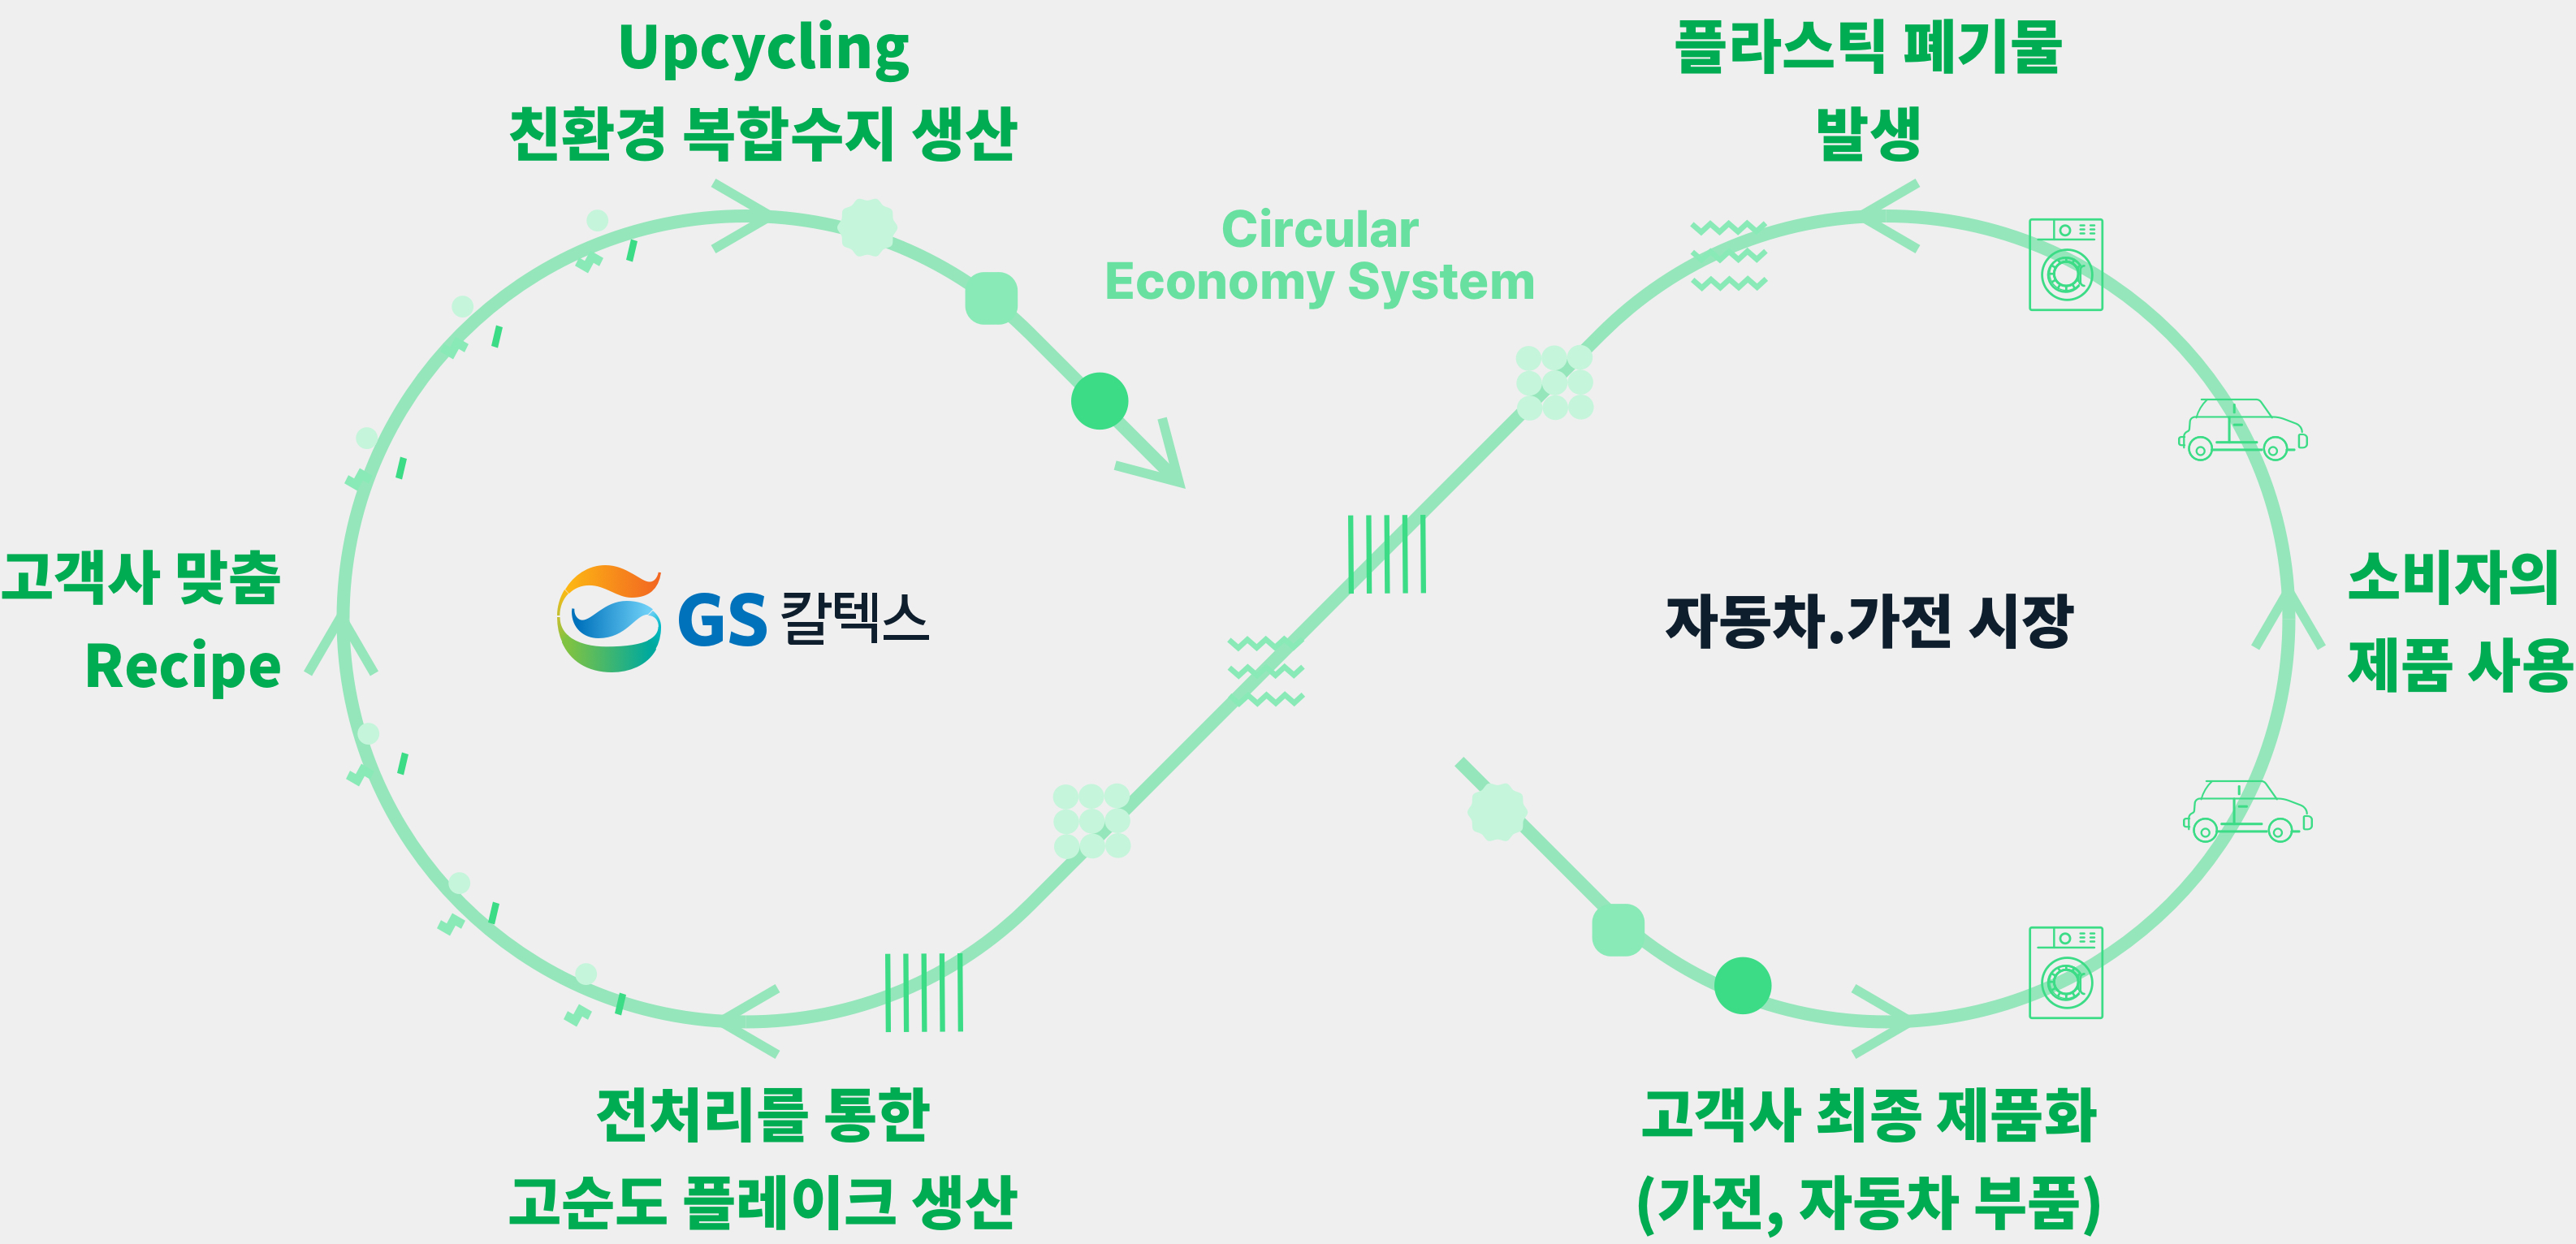 Upcycling
친환경 복합수지 생산
플라스틱 폐기물
발생
Circular
Economy System
고객사 맞춤
Recipe
GS 칼텍스
자동차.가전 시장
소비자의
제품 사용
전처리를 통한
고순도 플레이크 생산
고객사 최종 제품화
(가전, 자동차 부품)